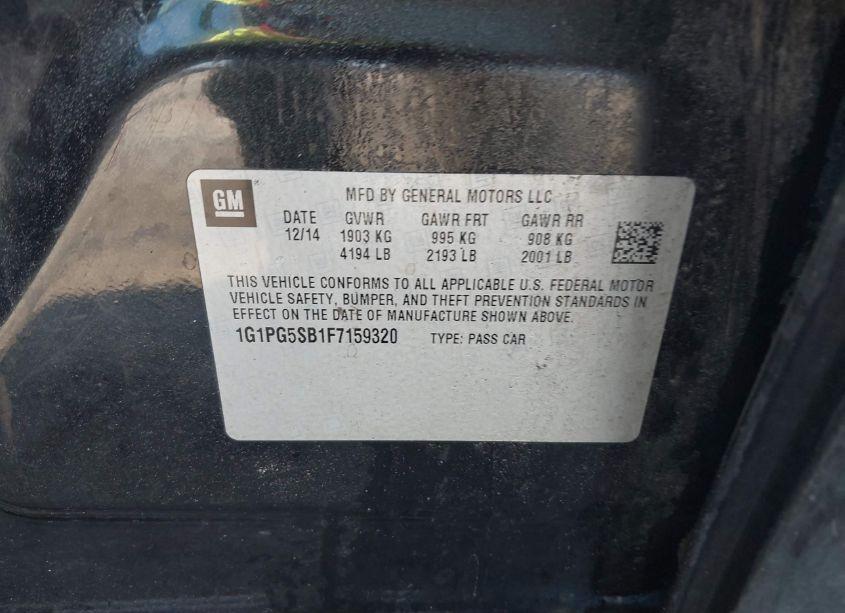 GM
MFD BY GENERAL MOTORS LLC
DATE GVWR GAWR FRT GAWR RR
12/14 1903 KG 995 KG 908 KG
4194 LB 2193 LB 2001 LB
THIS VEHICLE CONFORMS TO ALL APPLICABLE U.S. FEDERAL MOTOR
VEHICLE SAFETY, BUMPER, AND THEFT PREVENTION STANDARDS IN
EFFECT ON THE DATE OF MANUFACTURE SHOWN ABOVE.
1G1PG5SB1F7159320 TYPE: PASS CAR